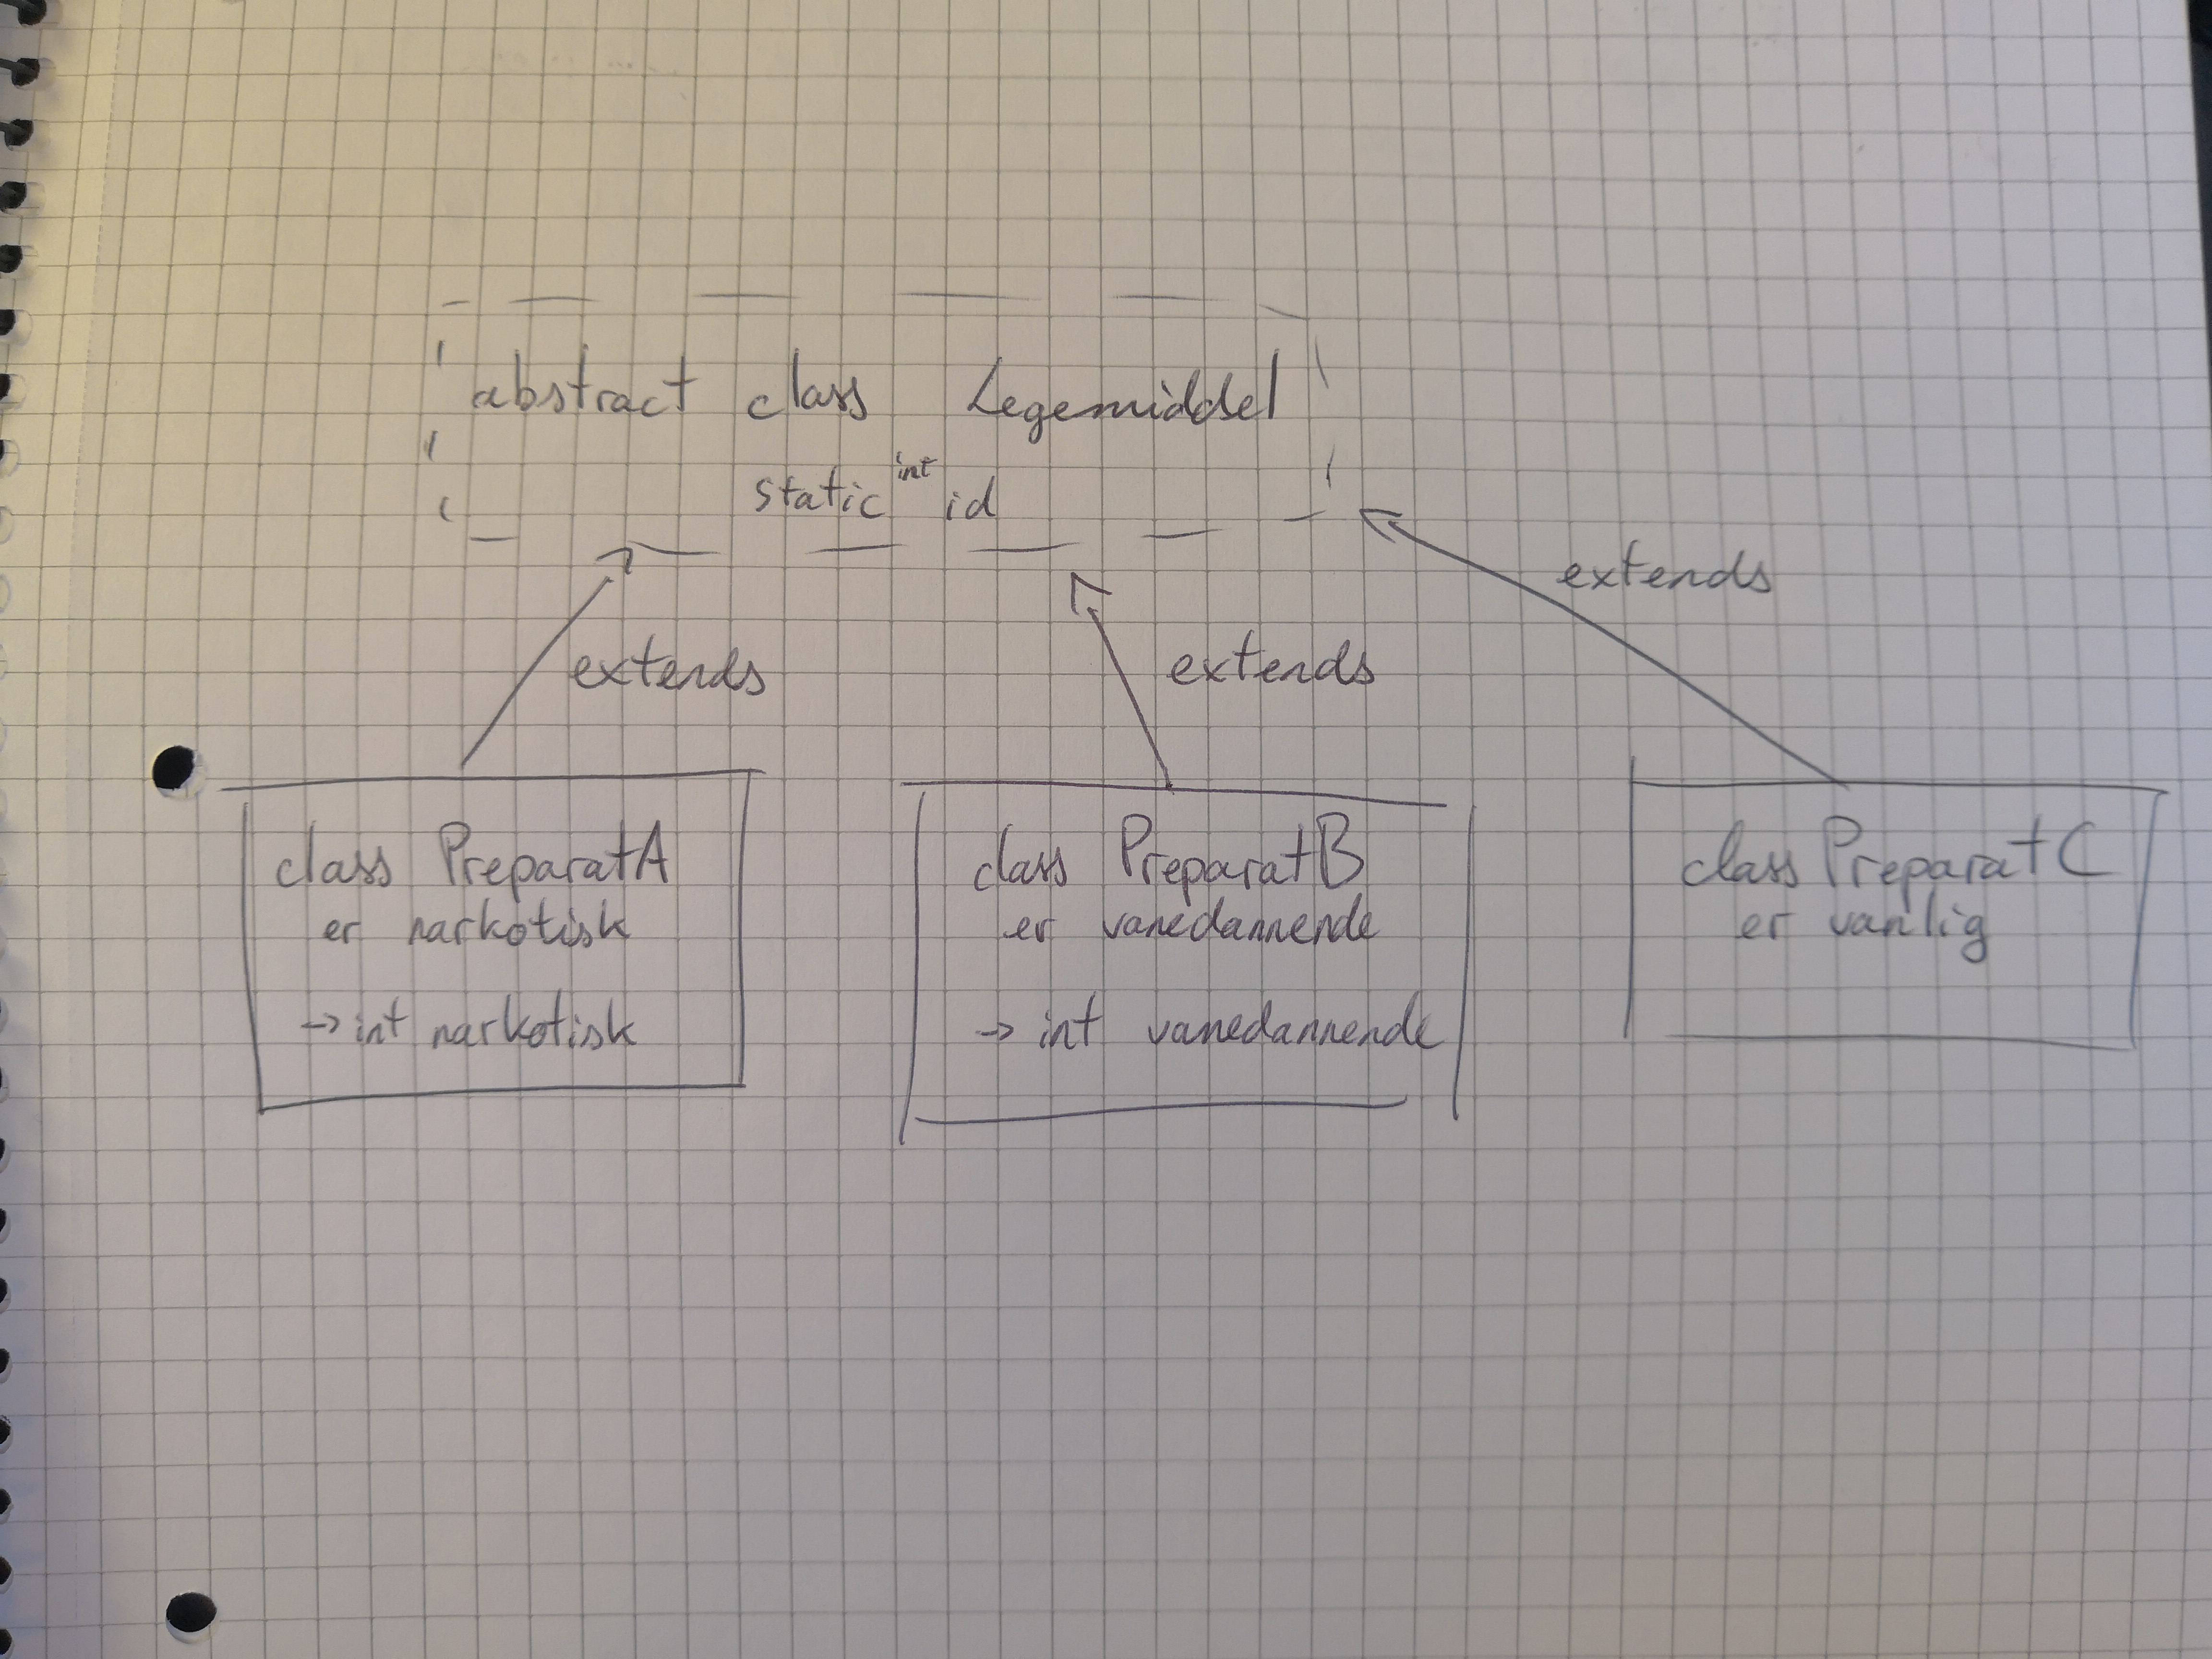 abstract class Legemiddel
static int id
extends
extends
extends
class PreparatA
er narkotisk
→ int narkotisk
class PreparatB
er vanedannende
→ int vanedannende
class PreparatC
er vanlig